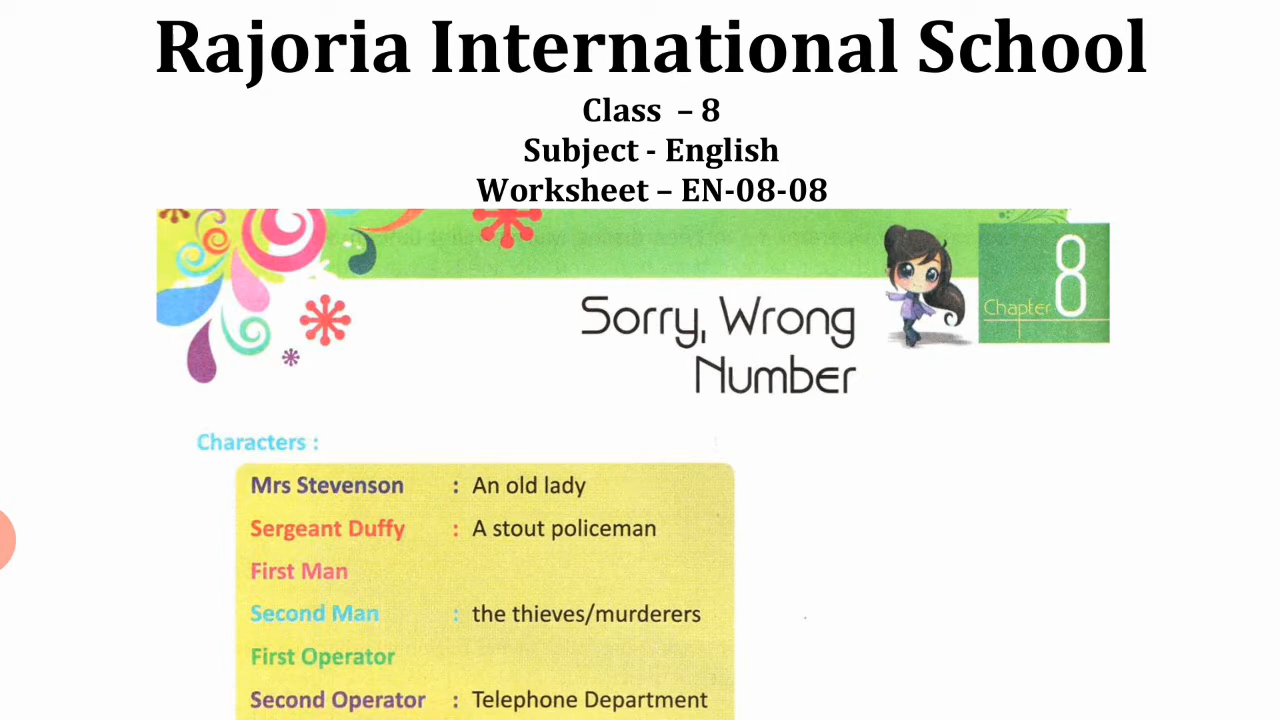 Rajoria International School
Class – 8
Subject - English
Worksheet – EN-08-08
Chapter 8
Sorry, Wrong
Number
Characters :
Mrs Stevenson : An old lady
Sergeant Duffy : A stout policeman
First Man
Second Man : the thieves/murderers
First Operator
Second Operator : Telephone Department